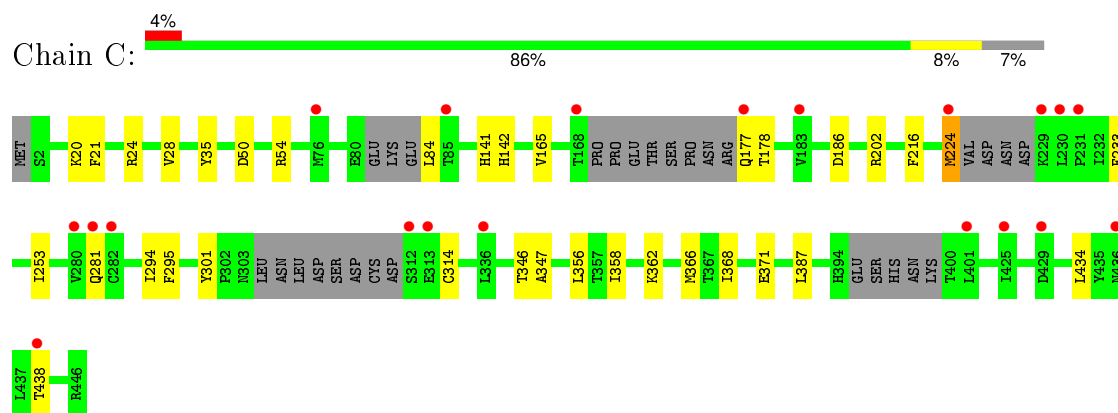 4%
Chain C:
86% 8% 7%
MET S2 K20 F21 R24 V28 Y35 D50 R54 M76 E80 GLU LYS GLU L84 T85 H141 H142 V165 T168 PRO PRO GLU THR SER PRO ASN ARG Q177 T178 V183 D186 R202 F216 M224 VAL ASP ASN ASP K229 L230 P231 I232
I253 V280 Q281 C282 I294 F295 Y301 P302 N303 LEU ASN LEU ASP SER ASP CYS ASP S312 E313 C314 L336 T346 A347 L356 T357 I358 K362 M366 T367 I368 E371 L387 H394 GLU SER HIS ASN LYS T400 L401 I425 D429 L434 Y435
L437 T438 R446